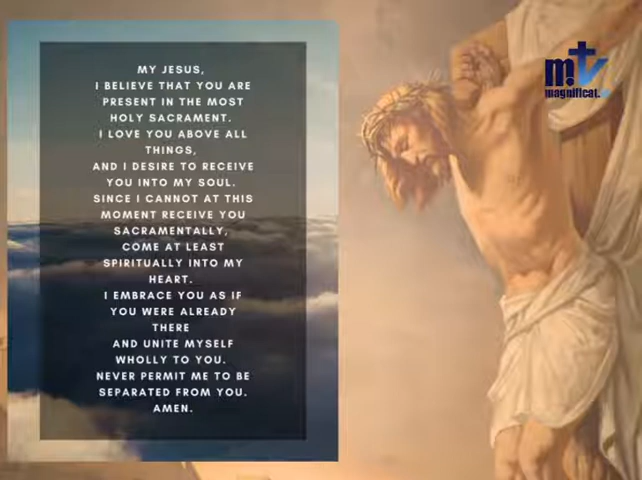 MY JESUS,
I BELIEVE THAT YOU ARE
PRESENT IN THE MOST
HOLY SACRAMENT.
I LOVE YOU ABOVE ALL
THINGS,
AND I DESIRE TO RECEIVE
YOU INTO MY SOUL.
SINCE I CANNOT AT THIS
MOMENT RECEIVE YOU
SACRAMENTALLY,
COME AT LEAST
SPIRITUALLY INTO MY
HEART.
I EMBRACE YOU AS IF
YOU WERE ALREADY
THERE
AND UNITE MYSELF
WHOLLY TO YOU.
NEVER PERMIT ME TO BE
SEPARATED FROM YOU.
AMEN.
mtv
magnificat.tv